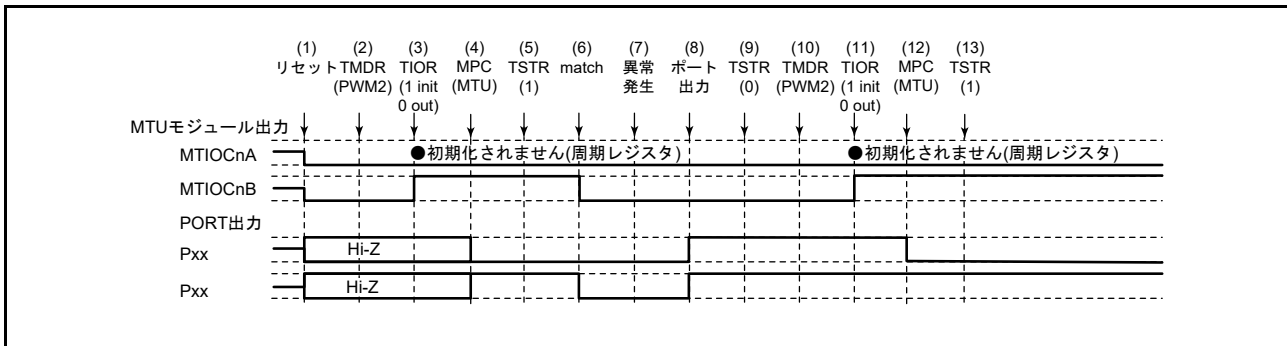 (1) (2) (3) (4) (5) (6) (7) (8) (9) (10) (11) (12) (13)
リセット TMDR TIOR MPC TSTR match 異常 ポート TSTR TMDR TIOR MPC TSTR
(PWM2) (1 init (MTU) (1) 発生 出力 (0) (PWM2) (1 init (MTU) (1)
0 out) 0 out)
MTUモジュール出力
MTIOCnA ●初期化されません(周期レジスタ) ●初期化されません(周期レジスタ)
MTIOCnB
PORT出力
Pxx Hi-Z
Pxx Hi-Z